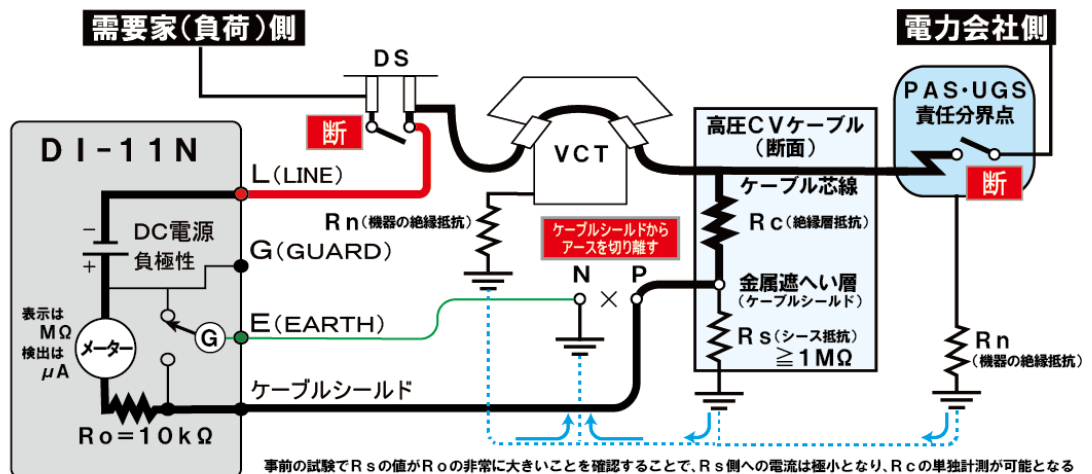 需要家(負荷)側
電力会社側
DS
断
PAS・UGS
責任分界点
断
DI-11N
L(LINE)
VCT
高圧CVケーブル
(断面)
ケーブル芯線
Rn(機器の絶縁抵抗)
Rc(絶縁層抵抗)
−
+
DC電源
負極性
G(GUARD)
ケーブルシールドから
アースを切り離す
N × P
金属遮へい層
(ケーブルシールド)
表示は
MΩ
検出は
μA
メーター
G
E(EARTH)
Rs(シース抵抗)
≧1MΩ
Rn
(機器の絶縁抵抗)
ケーブルシールド
Ro=10kΩ
事前の試験でRsの値がRoの非常に大きいことを確認することで、Rs側への電流は極小となり、Rcの単独計測が可能となる